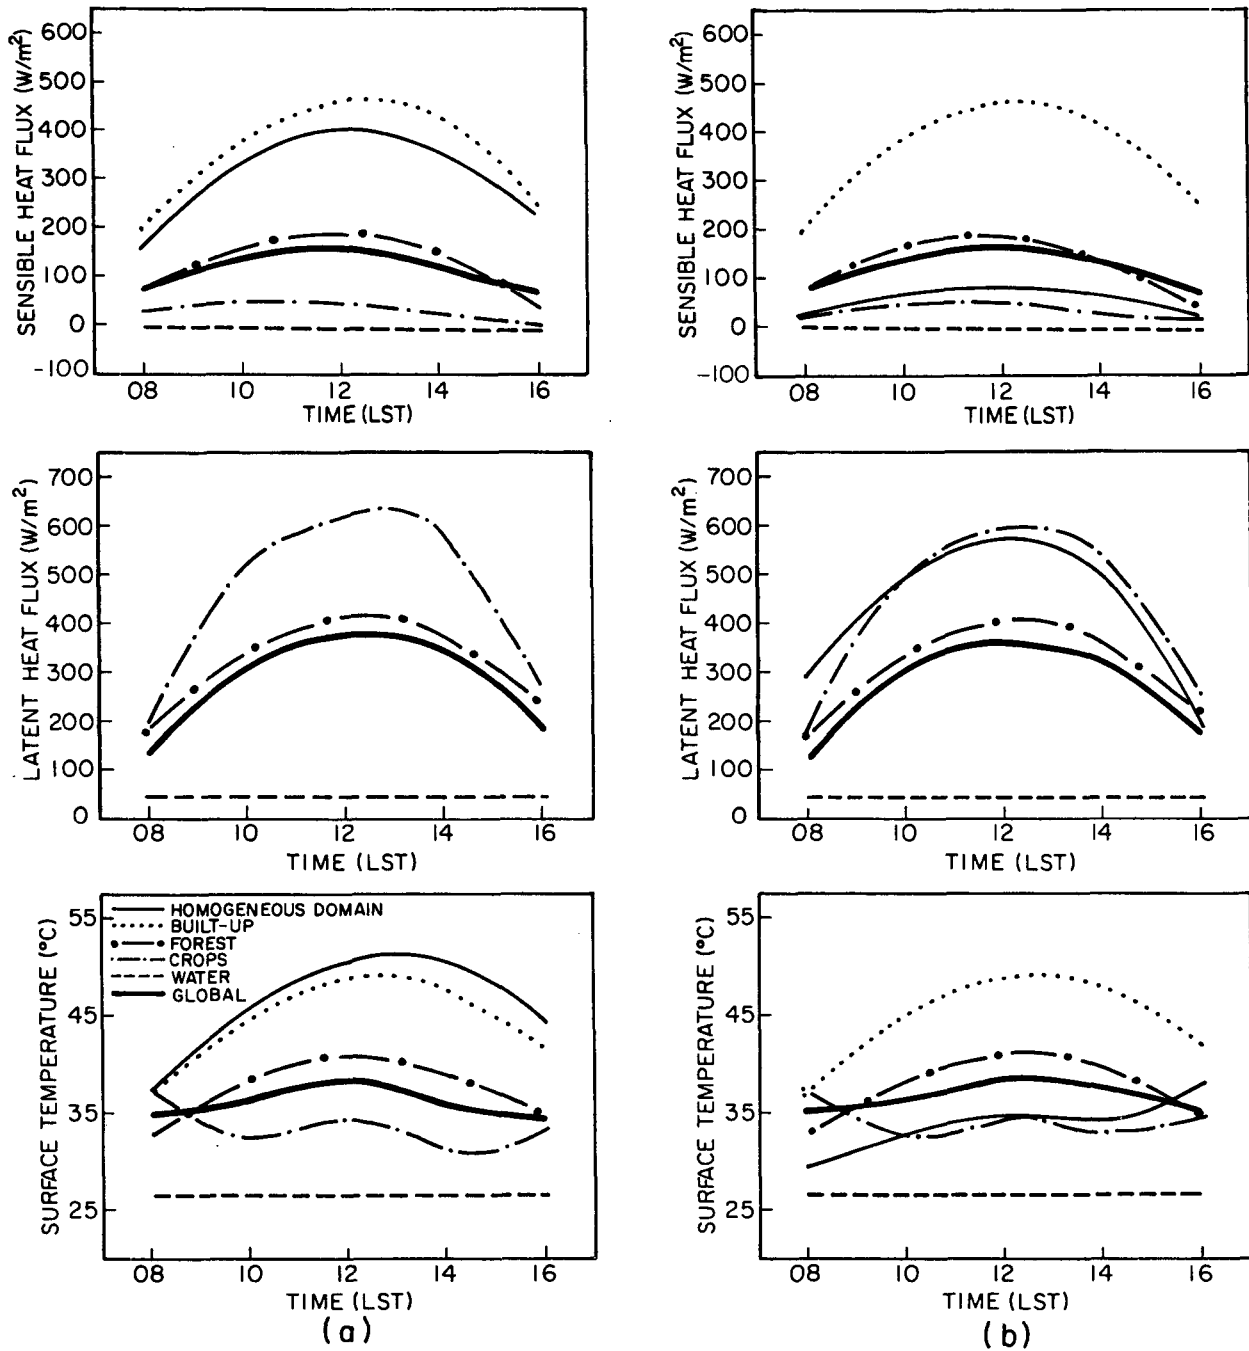 SENSIBLE HEAT FLUX (W/m²)
600
500
400
300
200
100
0
-100
08 10 12 14 16
TIME (LST)
SENSIBLE HEAT FLUX (W/m²)
600
500
400
300
200
100
0
-100
08 10 12 14 16
TIME (LST)
LATENT HEAT FLUX (W/m²)
700
600
500
400
300
200
100
0
08 10 12 14 16
TIME (LST)
LATENT HEAT FLUX (W/m²)
700
600
500
400
300
200
100
0
08 10 12 14 16
TIME (LST)
SURFACE TEMPERATURE (°C)
55
45
35
25
HOMOGENEOUS DOMAIN
BUILT-UP
FOREST
CROPS
WATER
GLOBAL
08 10 12 14 16
TIME (LST)
(a)
SURFACE TEMPERATURE (°C)
55
45
35
25
08 10 12 14 16
TIME (LST)
(b)